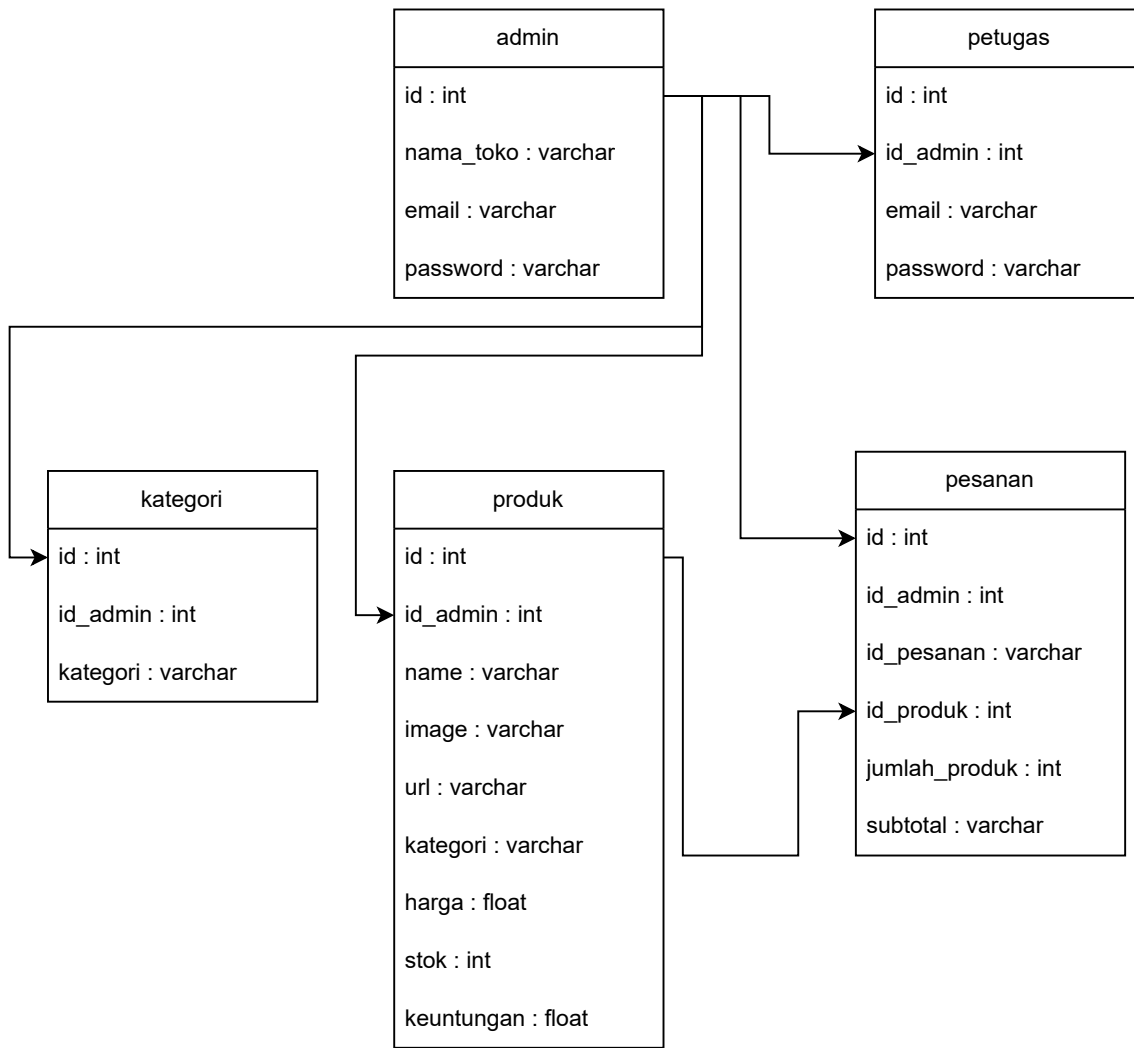 admin
id : int
nama_toko : varchar
email : varchar
password : varchar
petugas
id : int
id_admin : int
email : varchar
password : varchar
kategori
id : int
id_admin : int
kategori : varchar
produk
id : int
id_admin : int
name : varchar
image : varchar
url : varchar
kategori : varchar
harga : float
stok : int
keuntungan : float
pesanan
id : int
id_admin : int
id_pesanan : varchar
id_produk : int
jumlah_produk : int
subtotal : varchar